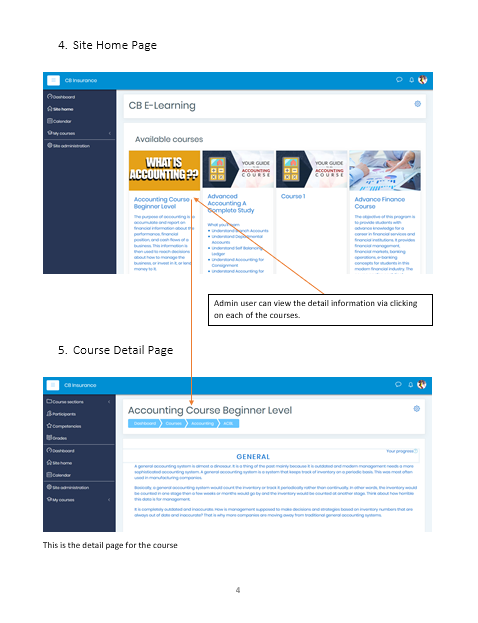 4. Site Home Page
CB Insurance
Dashboard
Site home
Calendar
My courses
Site administration
CB E-Learning
Available courses
WHAT IS
ACCOUNTING ??
Accounting Course
Beginner Level
The purpose of accounting is to
accumulate and report on
financial information about the
performance, financial
position, and cash flows of a
business. This information is
then used to reach decisions
about how to manage the
business, or invest in it, or lend
money to it.
YOUR GUIDE
ACCOUNTING
COURSE
Advanced
Accounting A
Complete Study
What you'll learn
Understand Branch Accounts
Understand Departmental
Accounts
Understand Self Balancing
Ledger
Understand Accounting for
Consignment
Understand Accounting for
YOUR GUIDE
ACCOUNTING
COURSE
Course 1
Advance Finance
Course
The objective of this program is
to provide students with
advance knowledge for a
career in financial services and
financial institutions. It provides
financial management,
financial markets, banking
operations or banking
concepts for students in this
modern financial industry. The
Admin user can view the detail information via clicking
on each of the courses.
5. Course Detail Page
CB Insurance
Course sections
Participants
Competencies
Grades
Dashboard
Site home
Calendar
Site administration
My courses
Accounting Course Beginner Level
Dashboard Courses Accounting ACBL
Your progress
GENERAL
A general accounting system is almost a dinosaur. It is a thing of the past mainly because it is outdated and modern management needs a more
sophisticated accounting system. A general accounting system is a system that keeps track of inventory on a periodic basis. This was most often
used in manufacturing companies.
Basically, a general accounting system would count the inventory or track it periodically rather than continually. In other words, the inventory would
be counted in one stage then a few weeks or months would go by and the inventory would be counted at another stage. Think about how horrible
this data is for management.
It is completely outdated and inaccurate. How is management supposed to make decisions and strategies based on inventory numbers that are
always out of date and inaccurate? That is why more companies are moving away from traditional general accounting systems.
This is the detail page for the course
4